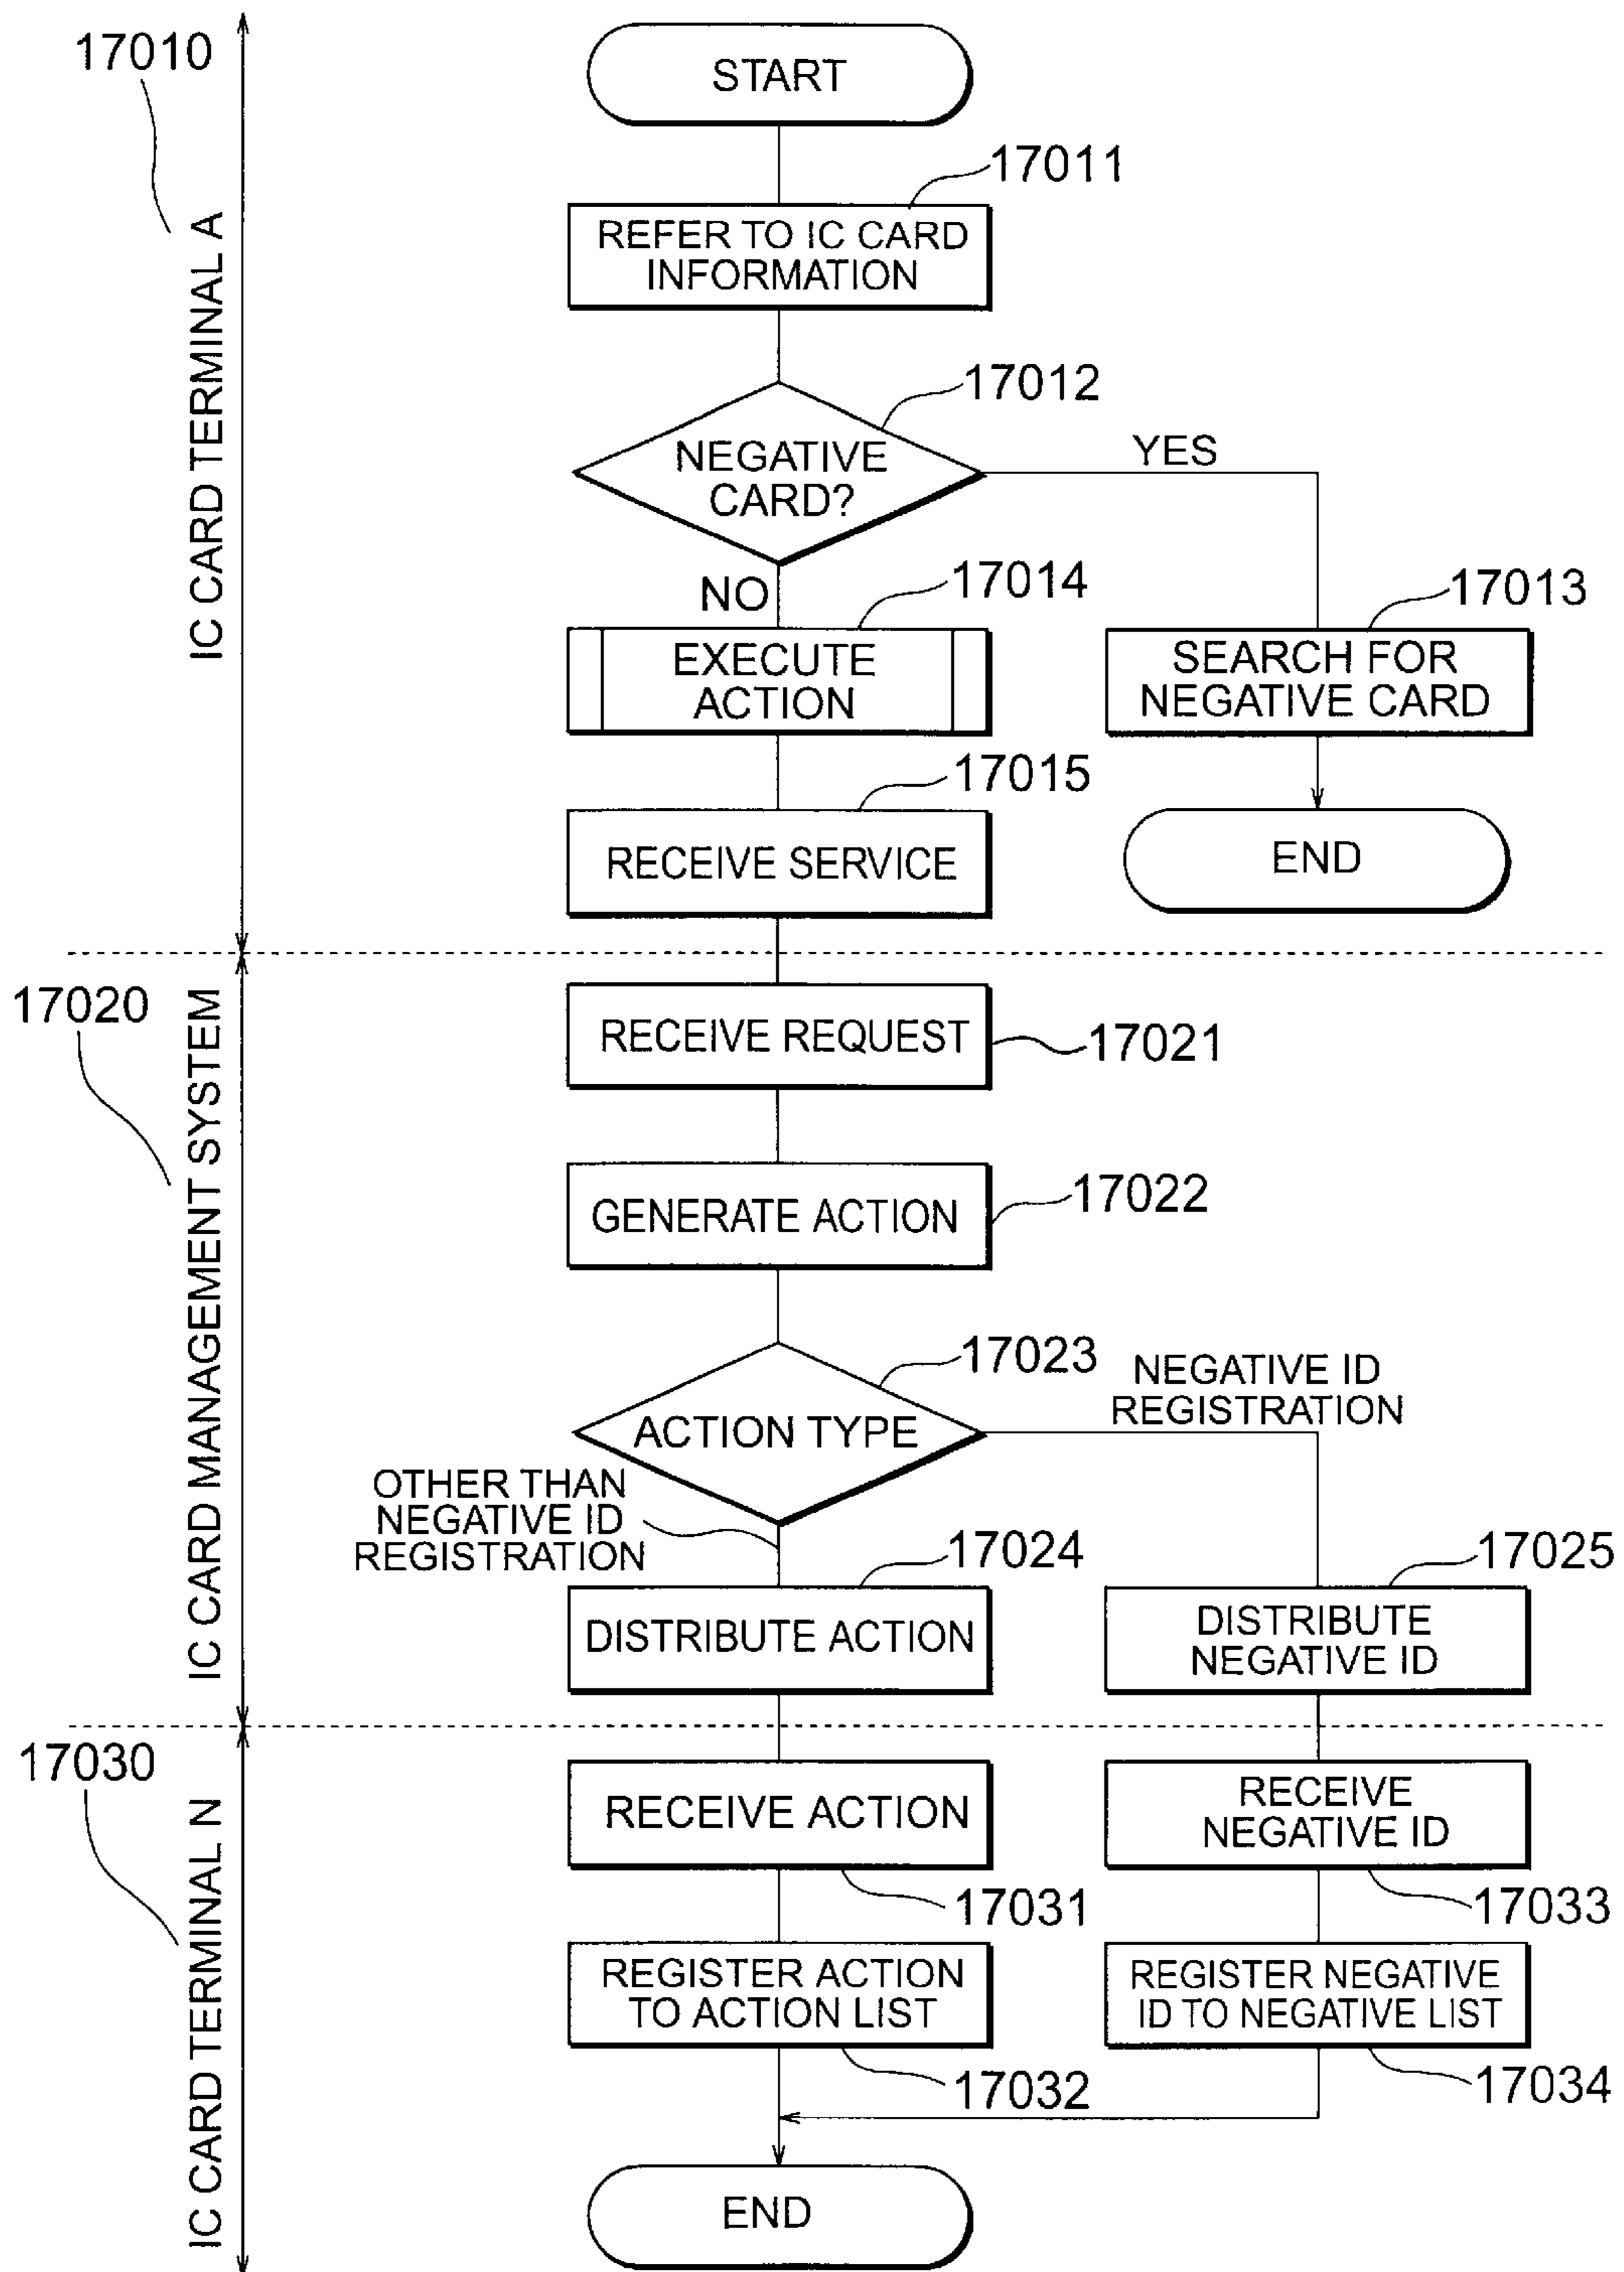 17010
START
17011
REFER TO IC CARD
INFORMATION
IC CARD TERMINAL A
17012
NEGATIVE
CARD?
YES
NO
17014
17013
EXECUTE
ACTION
SEARCH FOR
NEGATIVE CARD
17015
RECEIVE SERVICE
END
17020
IC CARD MANAGEMENT SYSTEM
RECEIVE REQUEST
17021
GENERATE ACTION
17022
17023
NEGATIVE ID
REGISTRATION
ACTION TYPE
OTHER THAN
NEGATIVE ID
REGISTRATION
17024
17025
DISTRIBUTE ACTION
DISTRIBUTE
NEGATIVE ID
17030
IC CARD TERMINAL N
RECEIVE ACTION
RECEIVE
NEGATIVE ID
17031
17033
REGISTER ACTION
TO ACTION LIST
REGISTER NEGATIVE
ID TO NEGATIVE LIST
17032
17034
END